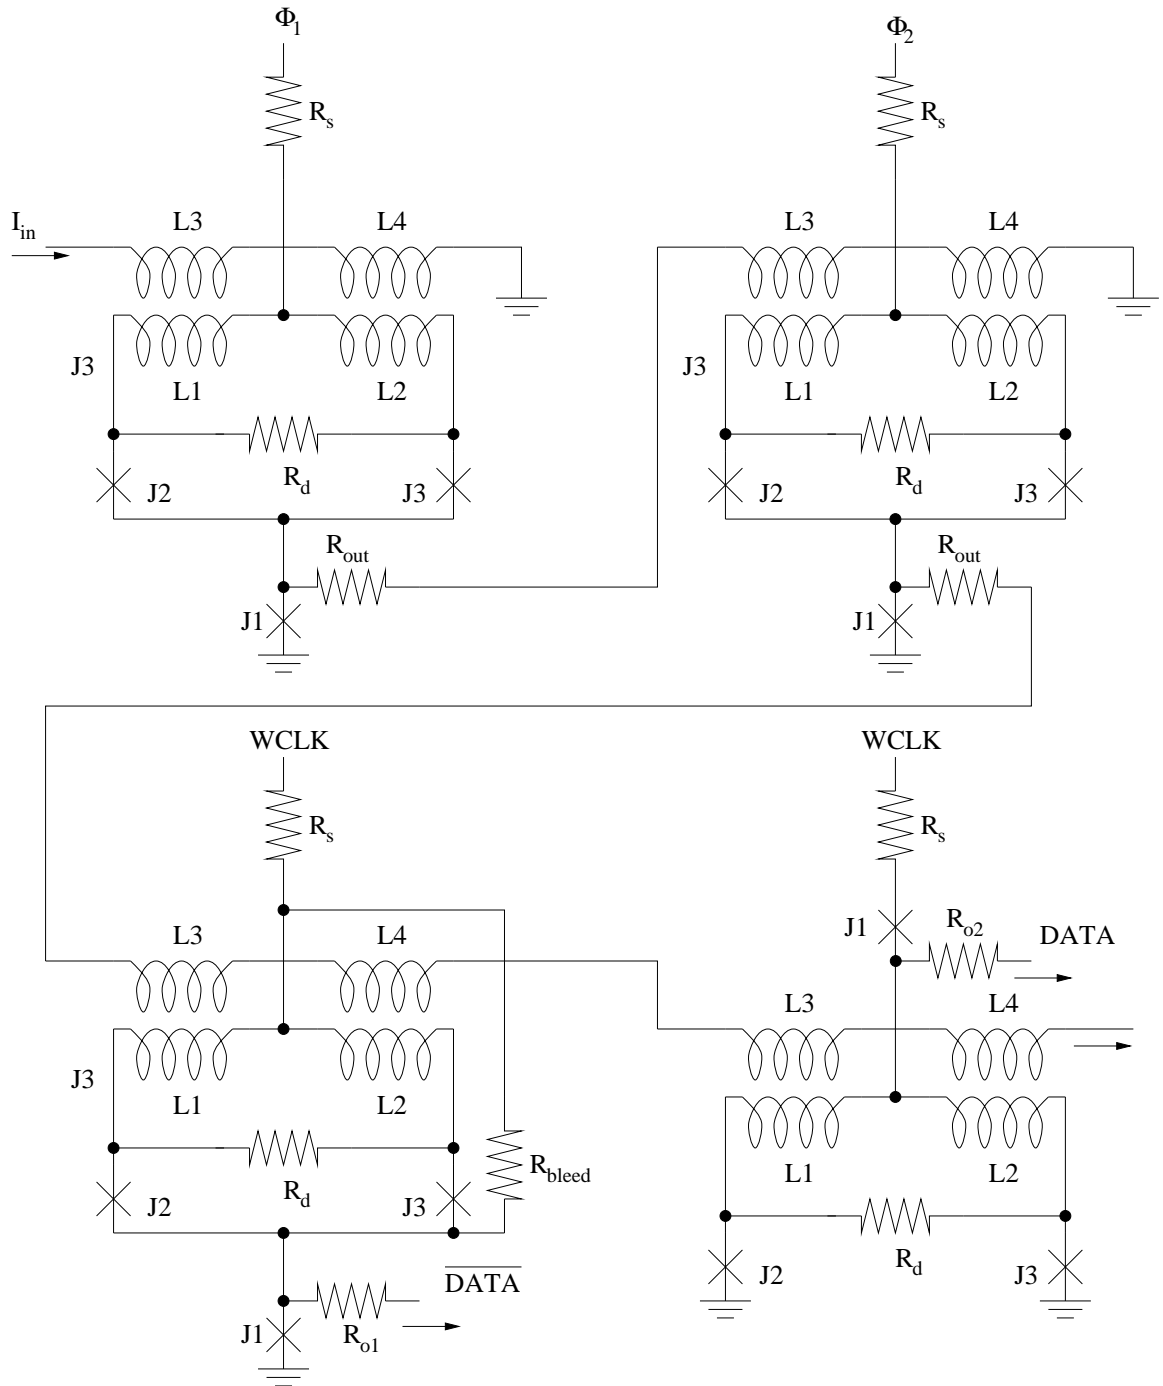 Φ1 Φ2
Rs Rs
Iin L3 L4 L3 L4
J3 L1 L2 J3 L1 L2
J2 Rd J3 J2 Rd J3
Rout Rout
J1 J1
WCLK WCLK
Rs Rs
L3 L4 J1 Ro2 DATA
L3 L4
J3 L1 L2 L1 L2
J2 Rd J3 Rbleed
J2 Rd J3
DATA
J1 Ro1